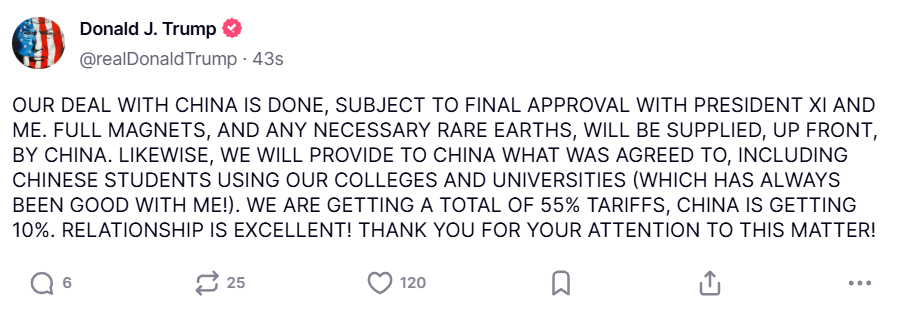 Donald J. Trump
@realDonaldTrump · 43s
OUR DEAL WITH CHINA IS DONE, SUBJECT TO FINAL APPROVAL WITH PRESIDENT XI AND
ME. FULL MAGNETS, AND ANY NECESSARY RARE EARTHS, WILL BE SUPPLIED, UP FRONT,
BY CHINA. LIKEWISE, WE WILL PROVIDE TO CHINA WHAT WAS AGREED TO, INCLUDING
CHINESE STUDENTS USING OUR COLLEGES AND UNIVERSITIES (WHICH HAS ALWAYS
BEEN GOOD WITH ME!). WE ARE GETTING A TOTAL OF 55% TARIFFS, CHINA IS GETTING
10%. RELATIONSHIP IS EXCELLENT! THANK YOU FOR YOUR ATTENTION TO THIS MATTER!
6 25 120